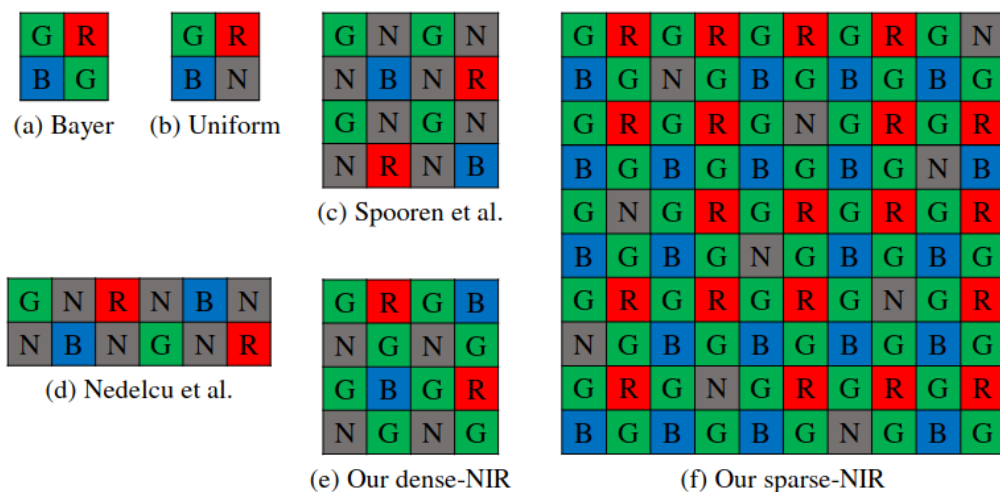 G R
B G
(a) Bayer
G R
B N
(b) Uniform
G N G N
N B N R
G N G N
N R N B
(c) Spooren et al.
G N R N B N
N B N G N R
(d) Nedelcu et al.
G R G B
N G N G
G B G R
N G N G
(e) Our dense-NIR
G R G R G R G R G N
B G N G B G B G B G
G R G R G N G R G R
B G B G B G B G N B
G N G R G R G R G R
B G B G N G B G B G
G R G R G R G N G R
N G B G B G B G B G
G R G N G R G R G R
B G B G B G N G B G
(f) Our sparse-NIR